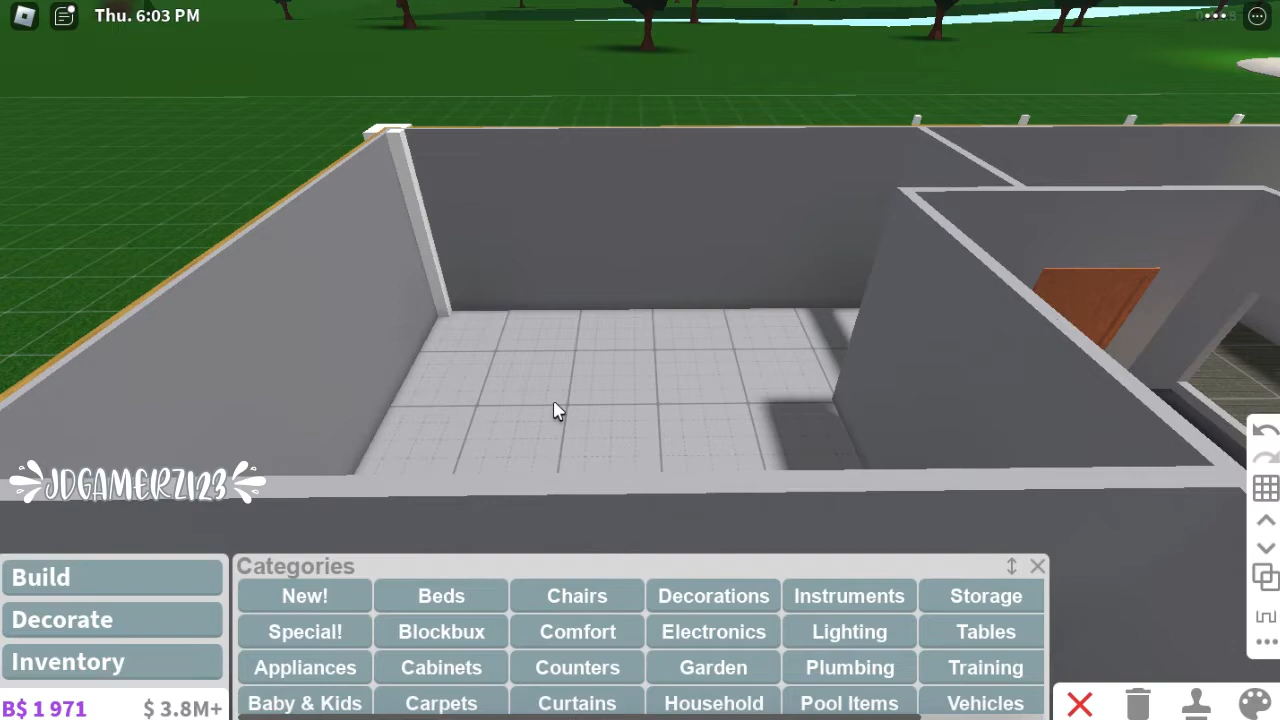 Thu. 6:03 PM
JDGAMERZ123
Build
Decorate
Inventory
B$ 1 971 $ 3.8M+
Categories
New! Beds Chairs Decorations Instruments Storage
Special! Blockbux Comfort Electronics Lighting Tables
Appliances Cabinets Counters Garden Plumbing Training
Baby & Kids Carpets Curtains Household Pool Items Vehicles